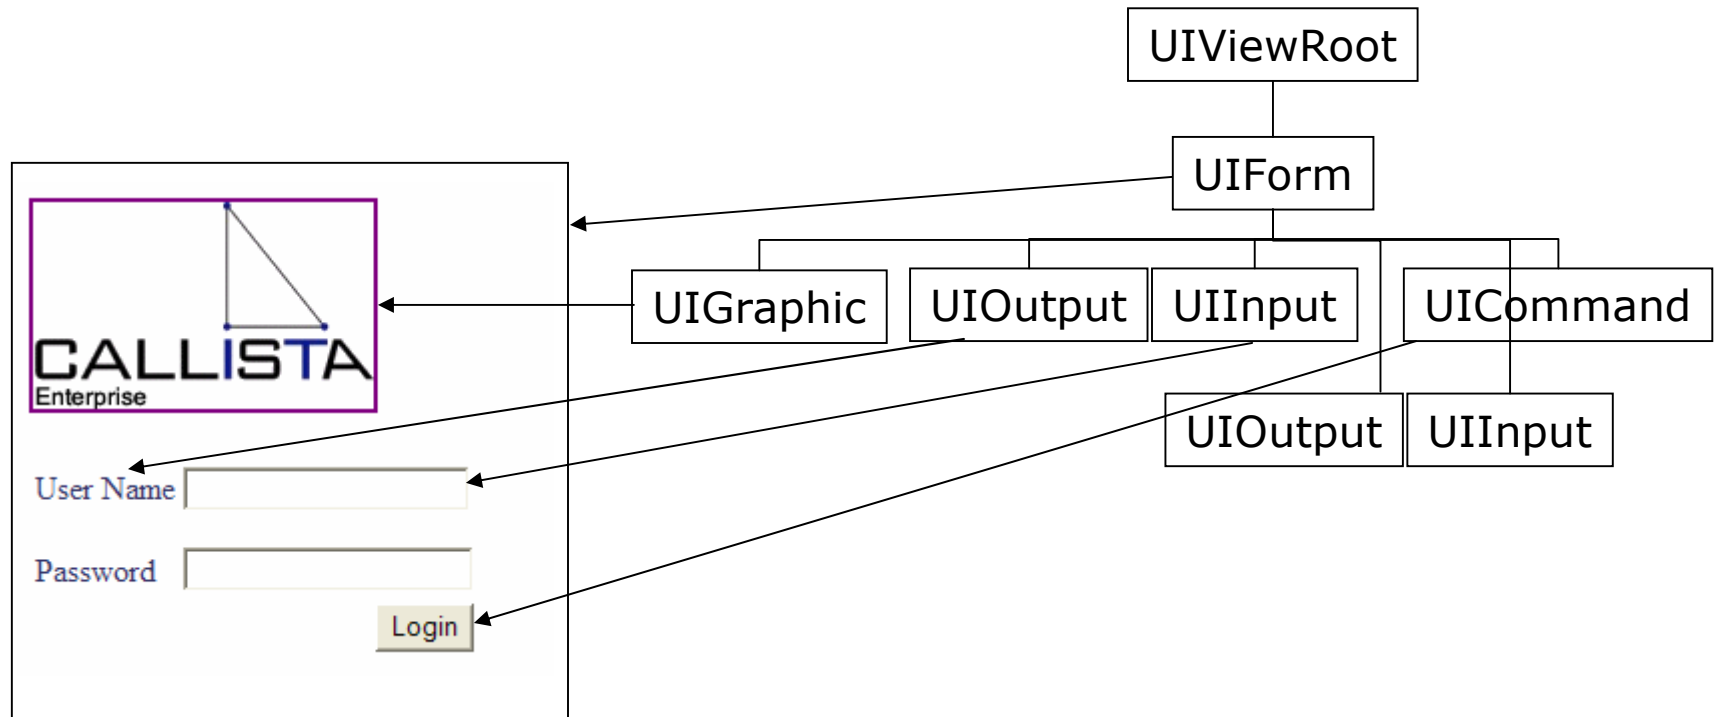 UIViewRoot
UIForm
UIGraphic
UIOutput
UIInput
UICommand
UIOutput
UIInput
CALLISTA
Enterprise
User Name
Password
Login